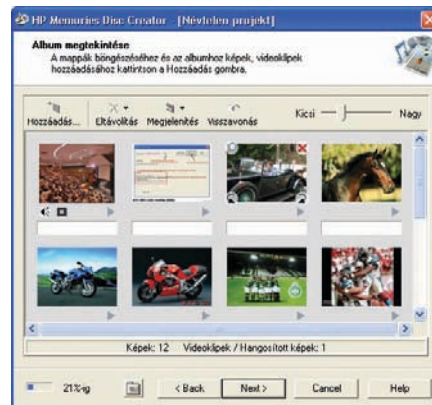 HP Memories Disc Creator - [Névtelen projekt]
Album megtekintése
A mappák böngészéséhez és az albumhoz képek, videoklipek
hozzáadásához kattintson a Hozzáadás gombra.
Hozzáadás... Eltávolítás Megjelenítés Visszavonás Kicsi Nagy
Képek: 12 Videoklipek / Hangosított képek: 1
21%-ig < Back Next > Cancel Help